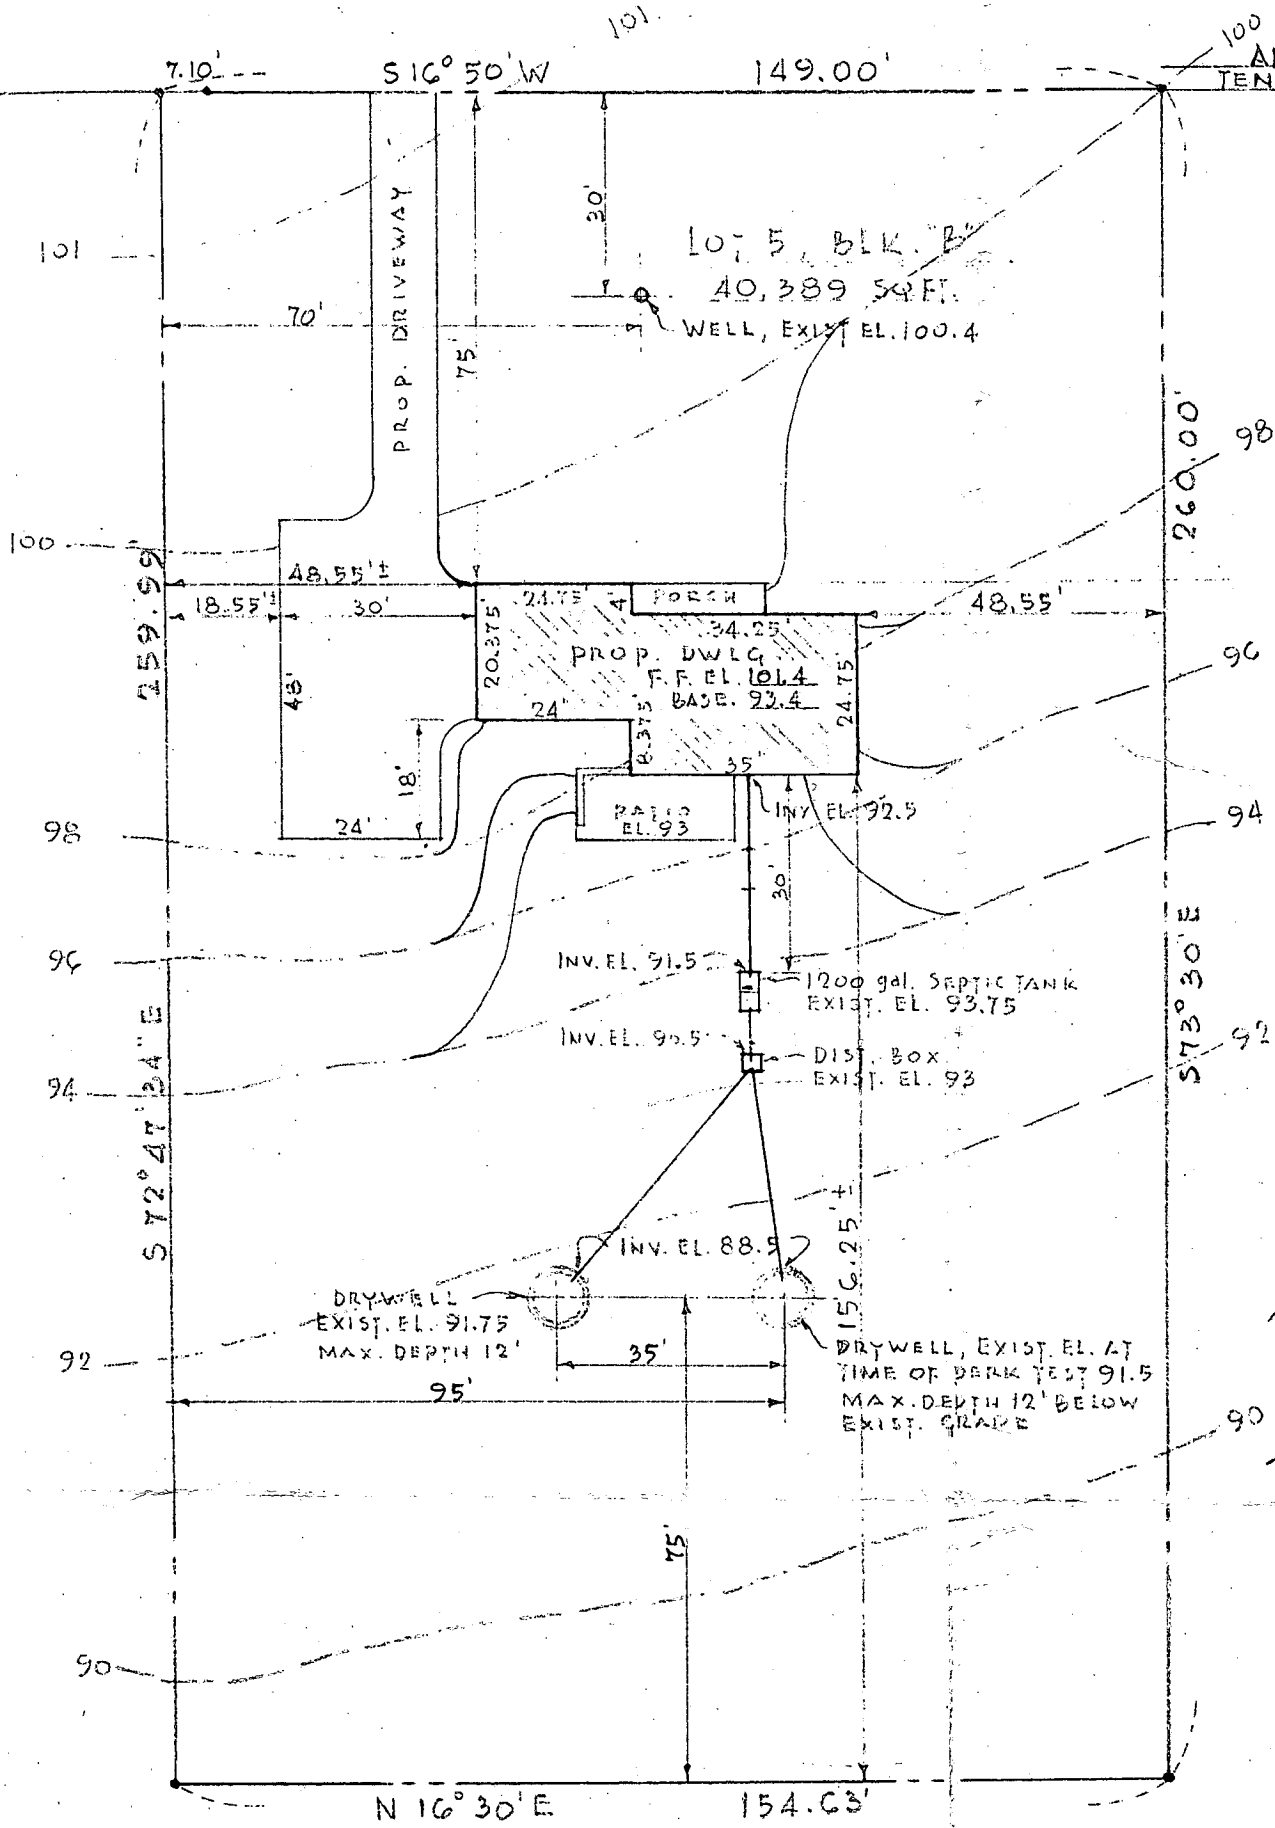 101.
100
7.10'
S 16° 50' W
149.00'
TEN
PROP. DRIVEWAY
30'
101
LOT 5, BLK. "B"
40,389 SQ.FT.
WELL, EXIST EL. 100.4
70'
75'
260.00'
98
100
259.99'
48.55'±
18.55'±
30'
24.75'
4'
PORCH
48.55'
34.25'
20.375'
PROP. DWLG
F.F. EL. 101.4
BASE. 93.4
24.75'
96
48'
24'
8.375'
35'
18'
PATIO
EL. 93
INV EL. 92.5
98
24'
94
30'
96
INV. EL. 91.5
1200 gal. SEPTIC TANK
EXIST. EL. 93.75
S 73° 30' E
INV. EL. 90.5
DIST. BOX
EXIST. EL. 93
92
94
S 72° 47' 34" E
156.25'±
INV. EL. 88.5
DRYWELL
EXIST. EL. 91.75
MAX. DEPTH 12'
92
35'
DRYWELL, EXIST. EL. AT
TIME OF PERK TEST 91.5
MAX. DEPTH 12' BELOW
EXIST. GRADE
95'
90
75'
90
N 16° 30' E
154.63'